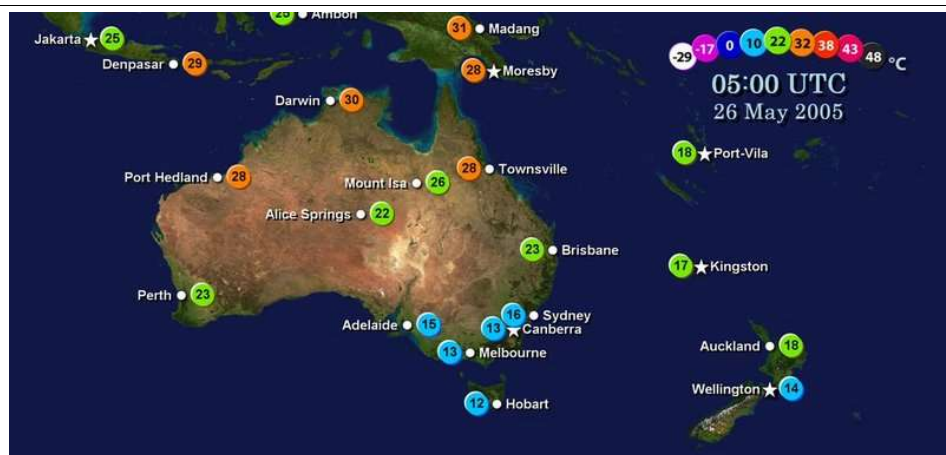 25 Ambon
Jakarta 25
31 Madang
-29 -17 0 10 22 32 38 43 48 °C
Denpasar 29
28 Moresby
05:00 UTC
26 May 2005
Darwin 30
18 Port-Vila
Port Hedland 28
Mount Isa 26
28 Townsville
Alice Springs 22
23 Brisbane
17 Kingston
Perth 23
Adelaide 15
16 Sydney
13 Canberra
13 Melbourne
Auckland 18
Wellington 14
12 Hobart